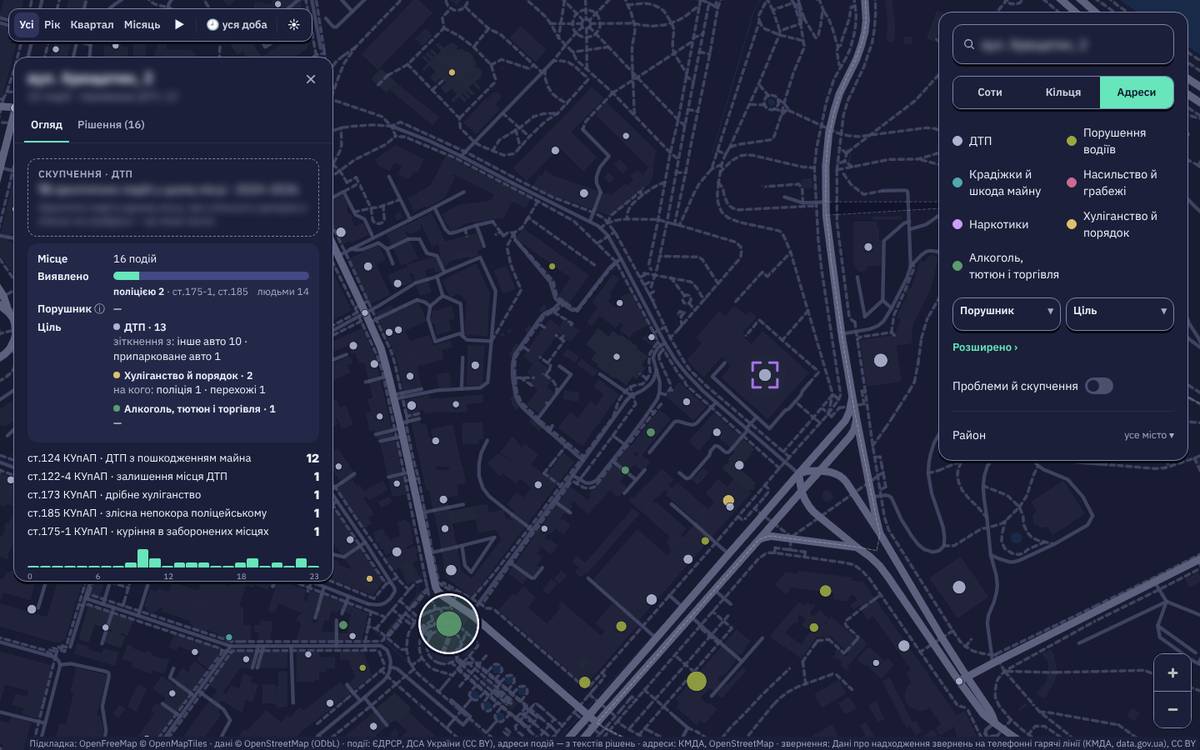 Усі Рік Квартал Місяць ▶ 🕘 уся доба ☀
Огляд Рішення (16)
СКУПЧЕННЯ · ДТП
Місце 16 подій
Виявлено
поліцією 2 · ст.175-1, ст.185 людьми 14
Порушник ⓘ —
Ціль ДТП · 13
зіткнення з: інше авто 10 ·
припарковане авто 1
Хуліганство й порядок · 2
на кого: поліція 1 · перехожі 1
Алкоголь, тютюн і торгівля · 1
—
ст.124 КУпАП · ДТП з пошкодженням майна 12
ст.122-4 КУпАП · залишення місця ДТП 1
ст.173 КУпАП · дрібне хуліганство 1
ст.185 КУпАП · злісна непокора поліцейському 1
ст.175-1 КУпАП · куріння в заборонених місцях 1
0 6 12 18 23
Соти Кільця Адреси
ДТП
Порушення
водіїв
Крадіжки й
шкода майну
Насильство й
грабежі
Наркотики
Хуліганство й
порядок
Алкоголь,
тютюн і торгівля
Порушник ▾ Ціль ▾
Розширено ›
Проблеми й скупчення
Район усе місто ▾
+
−
Підкладка: OpenFreeMap © OpenMapTiles · дані © OpenStreetMap (ODbL) · події: ЄДРСР, ДСА України (CC BY), адреси подій — з текстів рішень · адреси: КМДА, OpenStreetMap · звернення: Дані про надходження звернень на телефонні гарячі лінії (КМДА, data.gov.ua), CC BY